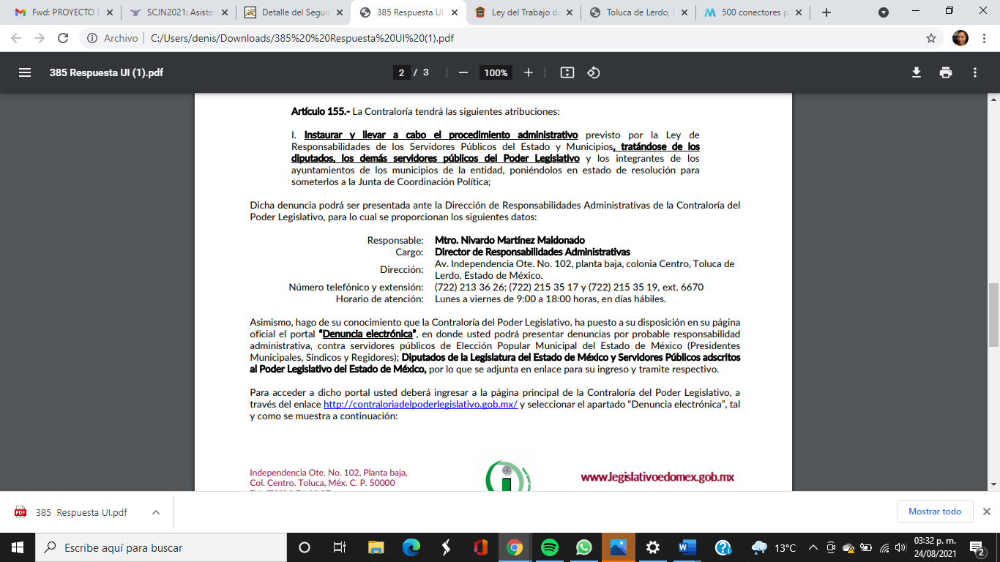 Fwd: PROYECTO D
SCJN2021: Asiste
Detalle del Seguin
385 Respuesta UI
Ley del Trabajo de
Toluca de Lerdo,
500 conectores p
Archivo
C:/Users/denis/Downloads/385%20%20Respuesta%20UI%20(1).pdf
385 Respuesta UI (1).pdf
2 / 3
100%
Artículo 155.- La Contraloría tendrá las siguientes atribuciones:
I. Instaurar y llevar a cabo el procedimiento administrativo previsto por la Ley de
Responsabilidades de los Servidores Públicos del Estado y Municipios, tratándose de los
diputados, los demás servidores públicos del Poder Legislativo y los integrantes de los
ayuntamientos de los municipios de la entidad, poniéndolos en estado de resolución para
someterlos a la Junta de Coordinación Política;
Dicha denuncia podrá ser presentada ante la Dirección de Responsabilidades Administrativas de la Contraloría del
Poder Legislativo, para lo cual se proporcionan los siguientes datos:
Responsable: Mtro. Nivardo Martínez Maldonado
Cargo: Director de Responsabilidades Administrativas
Dirección: Av. Independencia Ote. No. 102, planta baja, colonia Centro, Toluca de
Lerdo, Estado de México.
Número telefónico y extensión: (722) 213 36 26; (722) 215 35 17 y (722) 215 35 19, ext. 6670
Horario de atención: Lunes a viernes de 9:00 a 18:00 horas, en días hábiles.
Asimismo, hago de su conocimiento que la Contraloría del Poder Legislativo, ha puesto a su disposición en su página
oficial el portal “Denuncia electrónica”, en donde usted podrá presentar denuncias por probable responsabilidad
administrativa, contra servidores públicos de Elección Popular Municipal del Estado de México (Presidentes
Municipales, Síndicos y Regidores); Diputados de la Legislatura del Estado de México y Servidores Públicos adscritos
al Poder Legislativo del Estado de México, por lo que se adjunta en enlace para su ingreso y tramite respectivo.
Para acceder a dicho portal usted deberá ingresar a la página principal de la Contraloría del Poder Legislativo, a
través del enlace http://contraloriadelpoderlegislativo.gob.mx/ y seleccionar el apartado “Denuncia electrónica”, tal
y como se muestra a continuación:
Independencia Ote. No. 102, Planta baja,
Col. Centro. Toluca, Méx. C. P. 50000
www.legislativoedomex.gob.mx
385 Respuesta UI.pdf
Mostrar todo
Escribe aquí para buscar
13°C
03:32 p. m.
24/08/2021
2